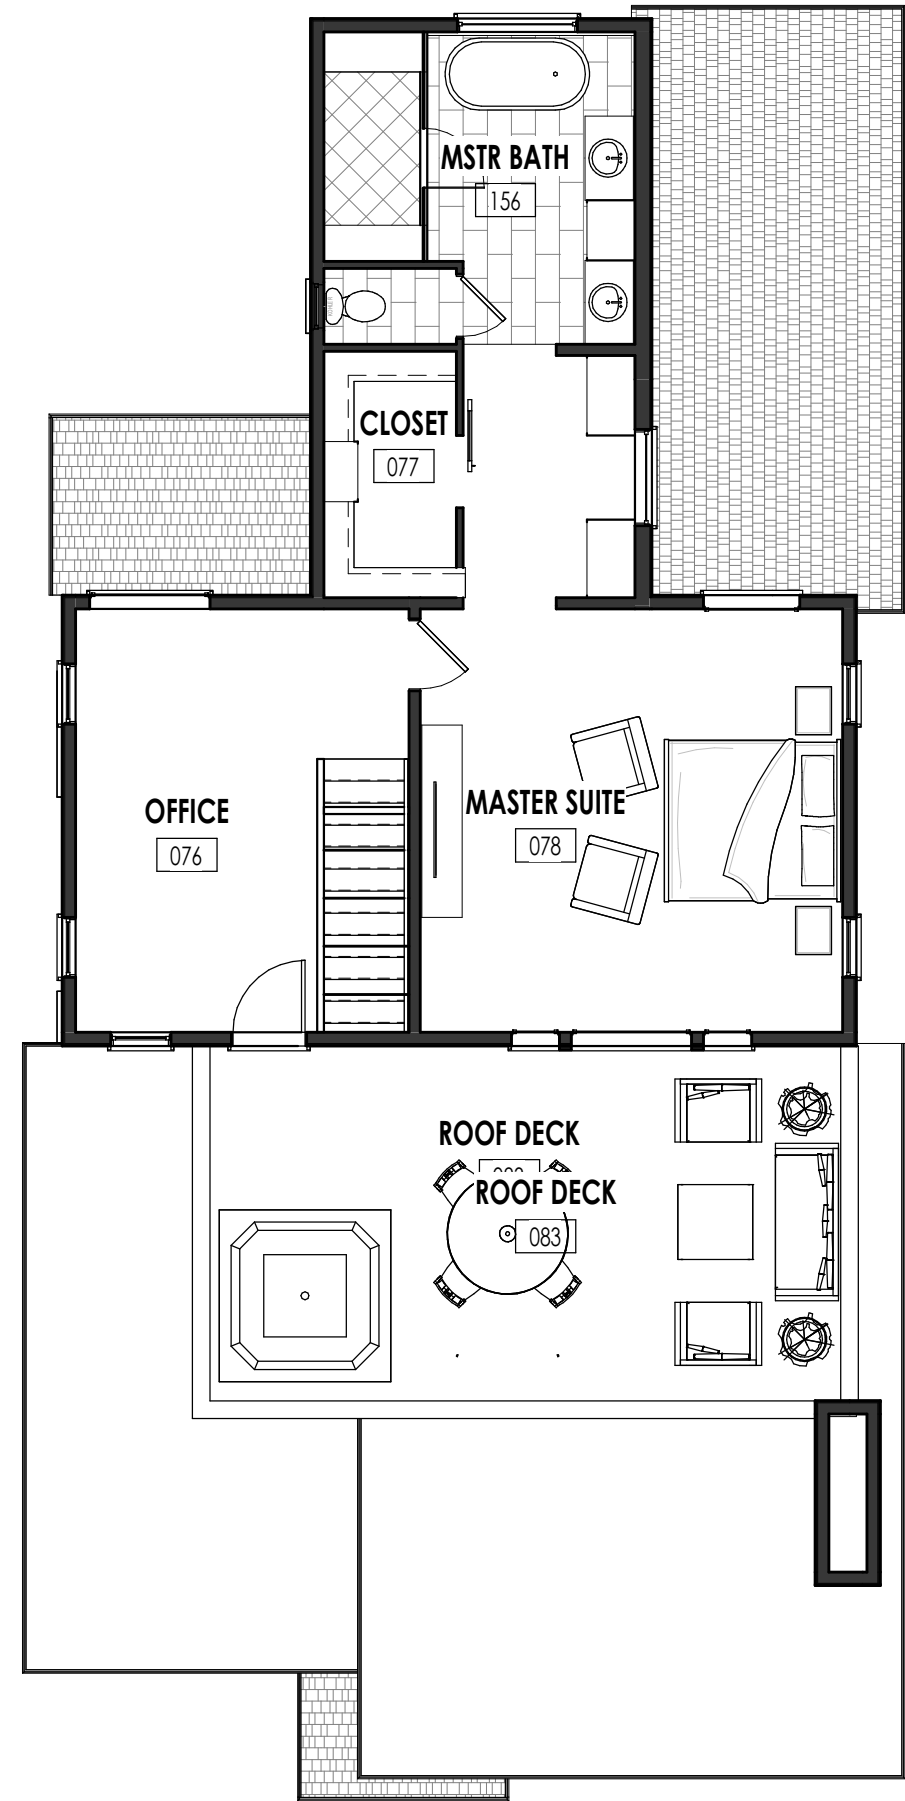 MSTR BATH
156
CLOSET
077
OFFICE
076
MASTER SUITE
078
ROOF DECK
ROOF DECK
083